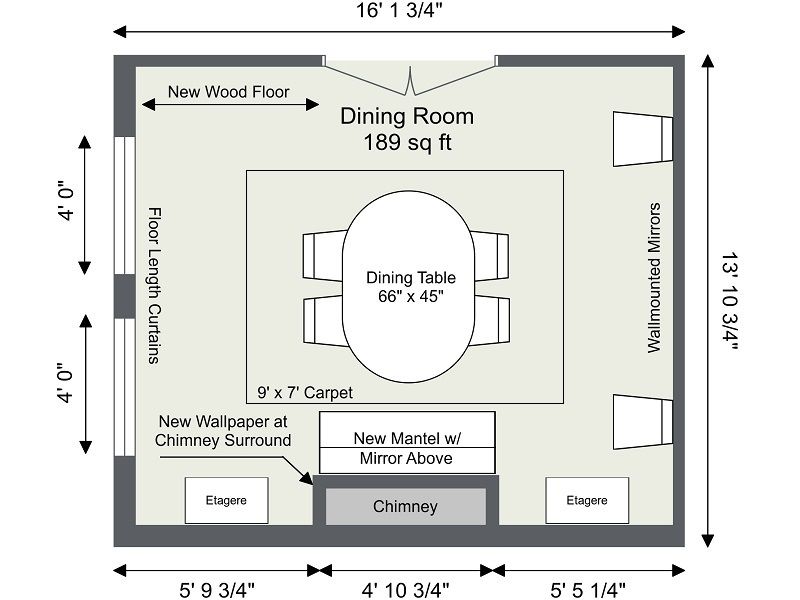 16' 1 3/4"
New Wood Floor
Dining Room
189 sq ft
4' 0"
Floor Length Curtains
Wallmounted Mirrors
13' 10 3/4"
Dining Table
66" x 45"
4' 0"
9' x 7' Carpet
New Wallpaper at
Chimney Surround
New Mantel w/
Mirror Above
Etagere
Chimney
Etagere
5' 9 3/4"
4' 10 3/4"
5' 5 1/4"